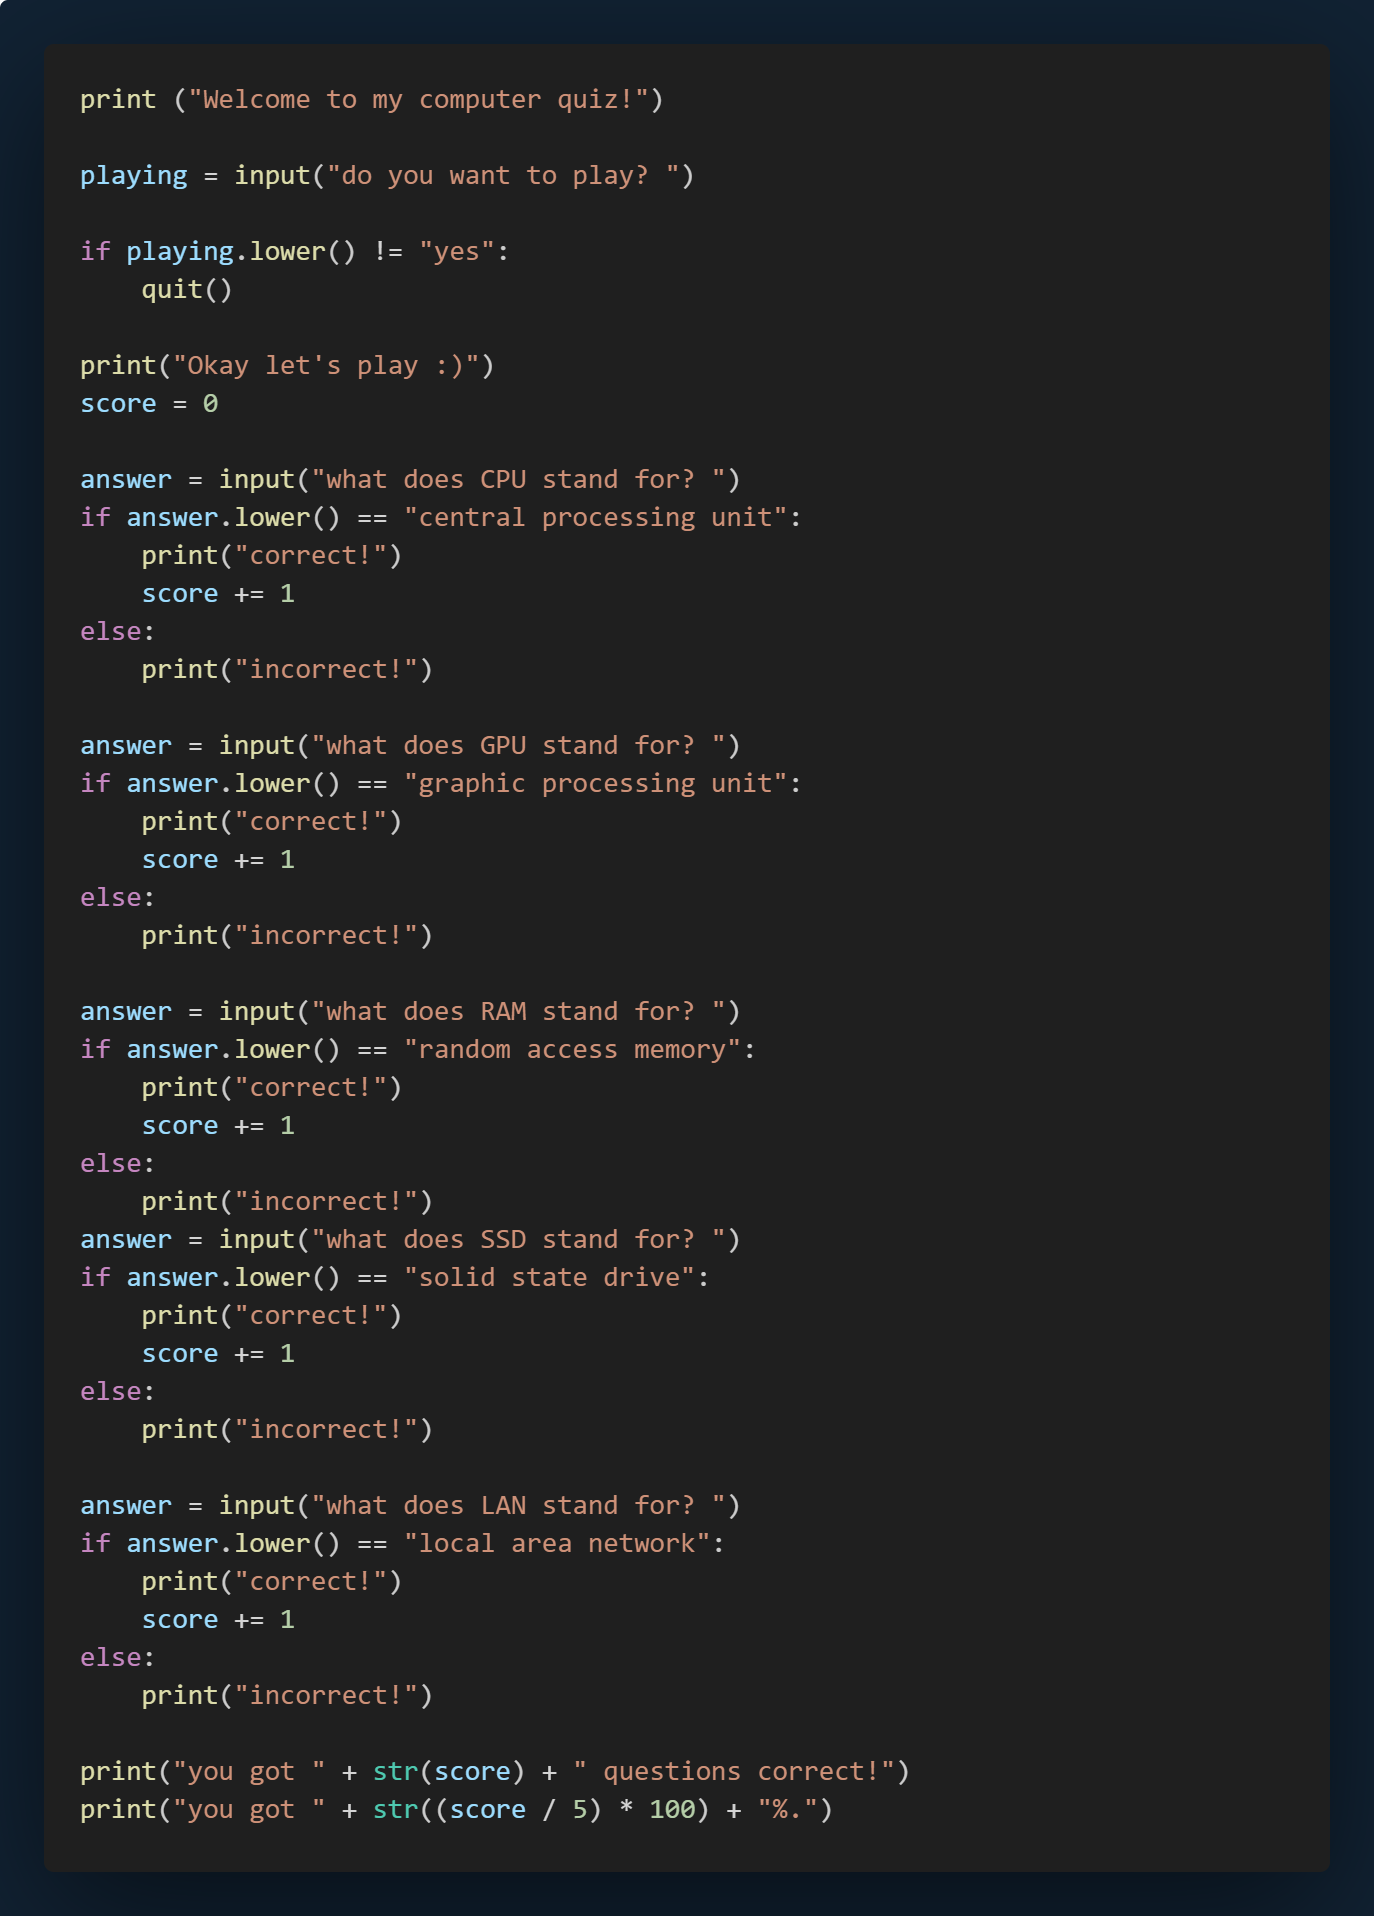 print ("Welcome to my computer quiz!")

playing = input("do you want to play? ")

if playing.lower() != "yes":
    quit()

print("Okay let's play :)")
score = 0

answer = input("what does CPU stand for? ")
if answer.lower() == "central processing unit":
    print("correct!")
    score += 1
else:
    print("incorrect!")

answer = input("what does GPU stand for? ")
if answer.lower() == "graphic processing unit":
    print("correct!")
    score += 1
else:
    print("incorrect!")

answer = input("what does RAM stand for? ")
if answer.lower() == "random access memory":
    print("correct!")
    score += 1
else:
    print("incorrect!")
answer = input("what does SSD stand for? ")
if answer.lower() == "solid state drive":
    print("correct!")
    score += 1
else:
    print("incorrect!")

answer = input("what does LAN stand for? ")
if answer.lower() == "local area network":
    print("correct!")
    score += 1
else:
    print("incorrect!")

print("you got " + str(score) + " questions correct!")
print("you got " + str((score / 5) * 100) + "%.")